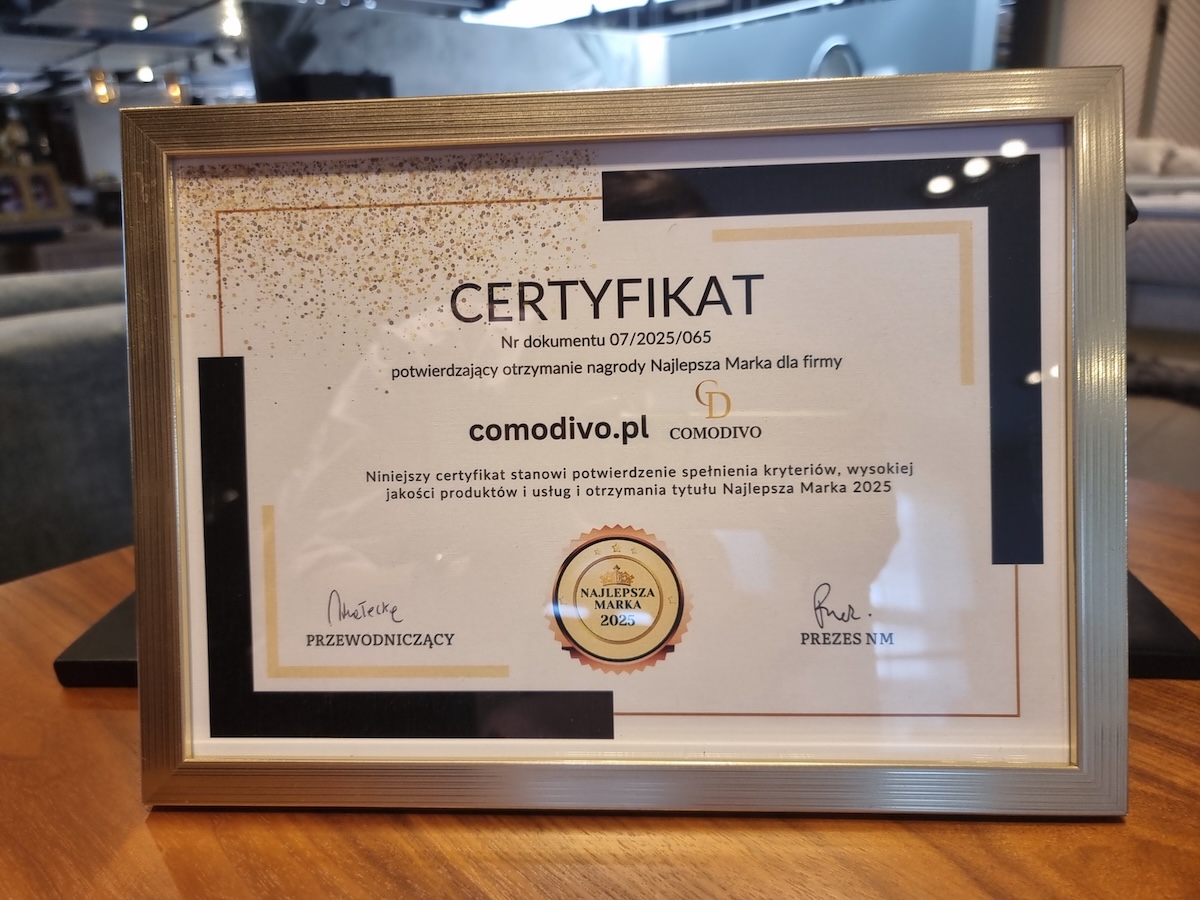 CERTYFIKAT
Nr dokumentu 07/2025/065
potwierdzający otrzymanie nagrody Najlepsza Marka dla firmy
CD
comodivo.pl COMODIVO
Niniejszy certyfikat stanowi potwierdzenie spełnienia kryteriów, wysokiej
jakości produktów i usług i otrzymania tytułu Najlepsza Marka 2025
NAJLEPSZA
MARKA
2025
PRZEWODNICZĄCY
PREZES NM